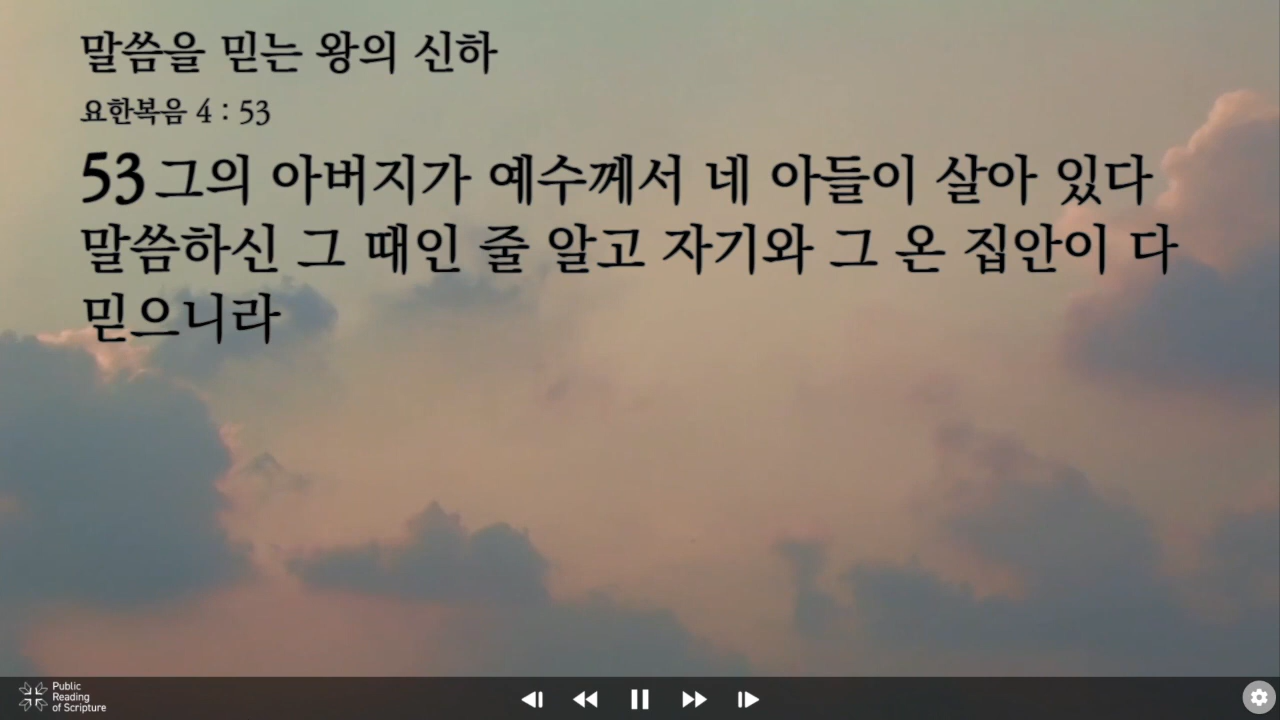 말씀을 믿는 왕의 신하
요한복음 4 : 53
53 그의 아버지가 예수께서 네 아들이 살아 있다
말씀하신 그 때인 줄 알고 자기와 그 온 집안이 다
믿으니라
Public
Reading
of Scripture